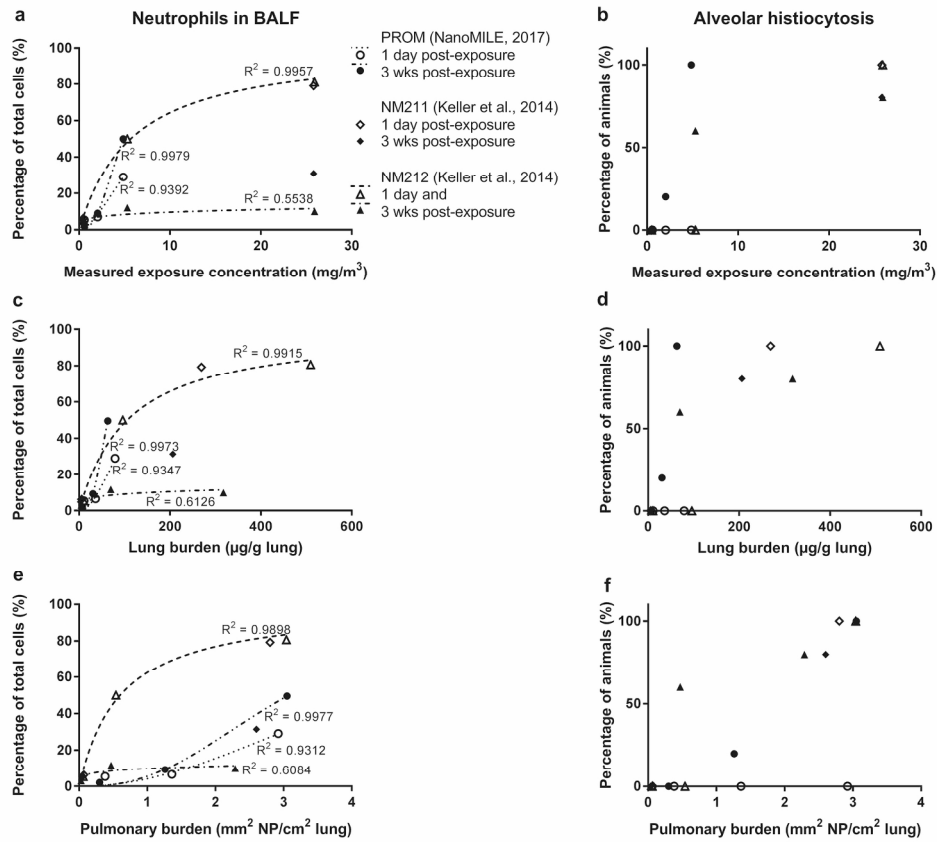 a
Neutrophils in BALF
Percentage of total cells (%)
100
80
60
40
20
0
0
10
20
30
R² = 0.9957
R² = 0.9979
R² = 0.9392
R² = 0.5538
Measured exposure concentration (mg/m³)
PROM (NanoMILE, 2017)
1 day post-exposure
3 wks post-exposure
NM211 (Keller et al., 2014)
1 day post-exposure
3 wks post-exposure
NM212 (Keller et al., 2014)
1 day and
3 wks post-exposure
b
Alveolar histiocytosis
Percentage of animals (%)
100
50
0
0
10
20
30
Measured exposure concentration (mg/m³)
c
Percentage of total cells (%)
100
80
60
40
20
0
0
200
400
600
R² = 0.9915
R² = 0.9973
R² = 0.9347
R² = 0.6126
Lung burden (µg/g lung)
d
Percentage of animals (%)
100
50
0
0
200
400
600
Lung burden (µg/g lung)
e
Percentage of total cells (%)
100
80
60
40
20
0
0
1
2
3
4
R² = 0.9898
R² = 0.9977
R² = 0.9312
R² = 0.6084
Pulmonary burden (mm² NP/cm² lung)
f
Percentage of animals (%)
100
50
0
0
1
2
3
4
Pulmonary burden (mm² NP/cm² lung)